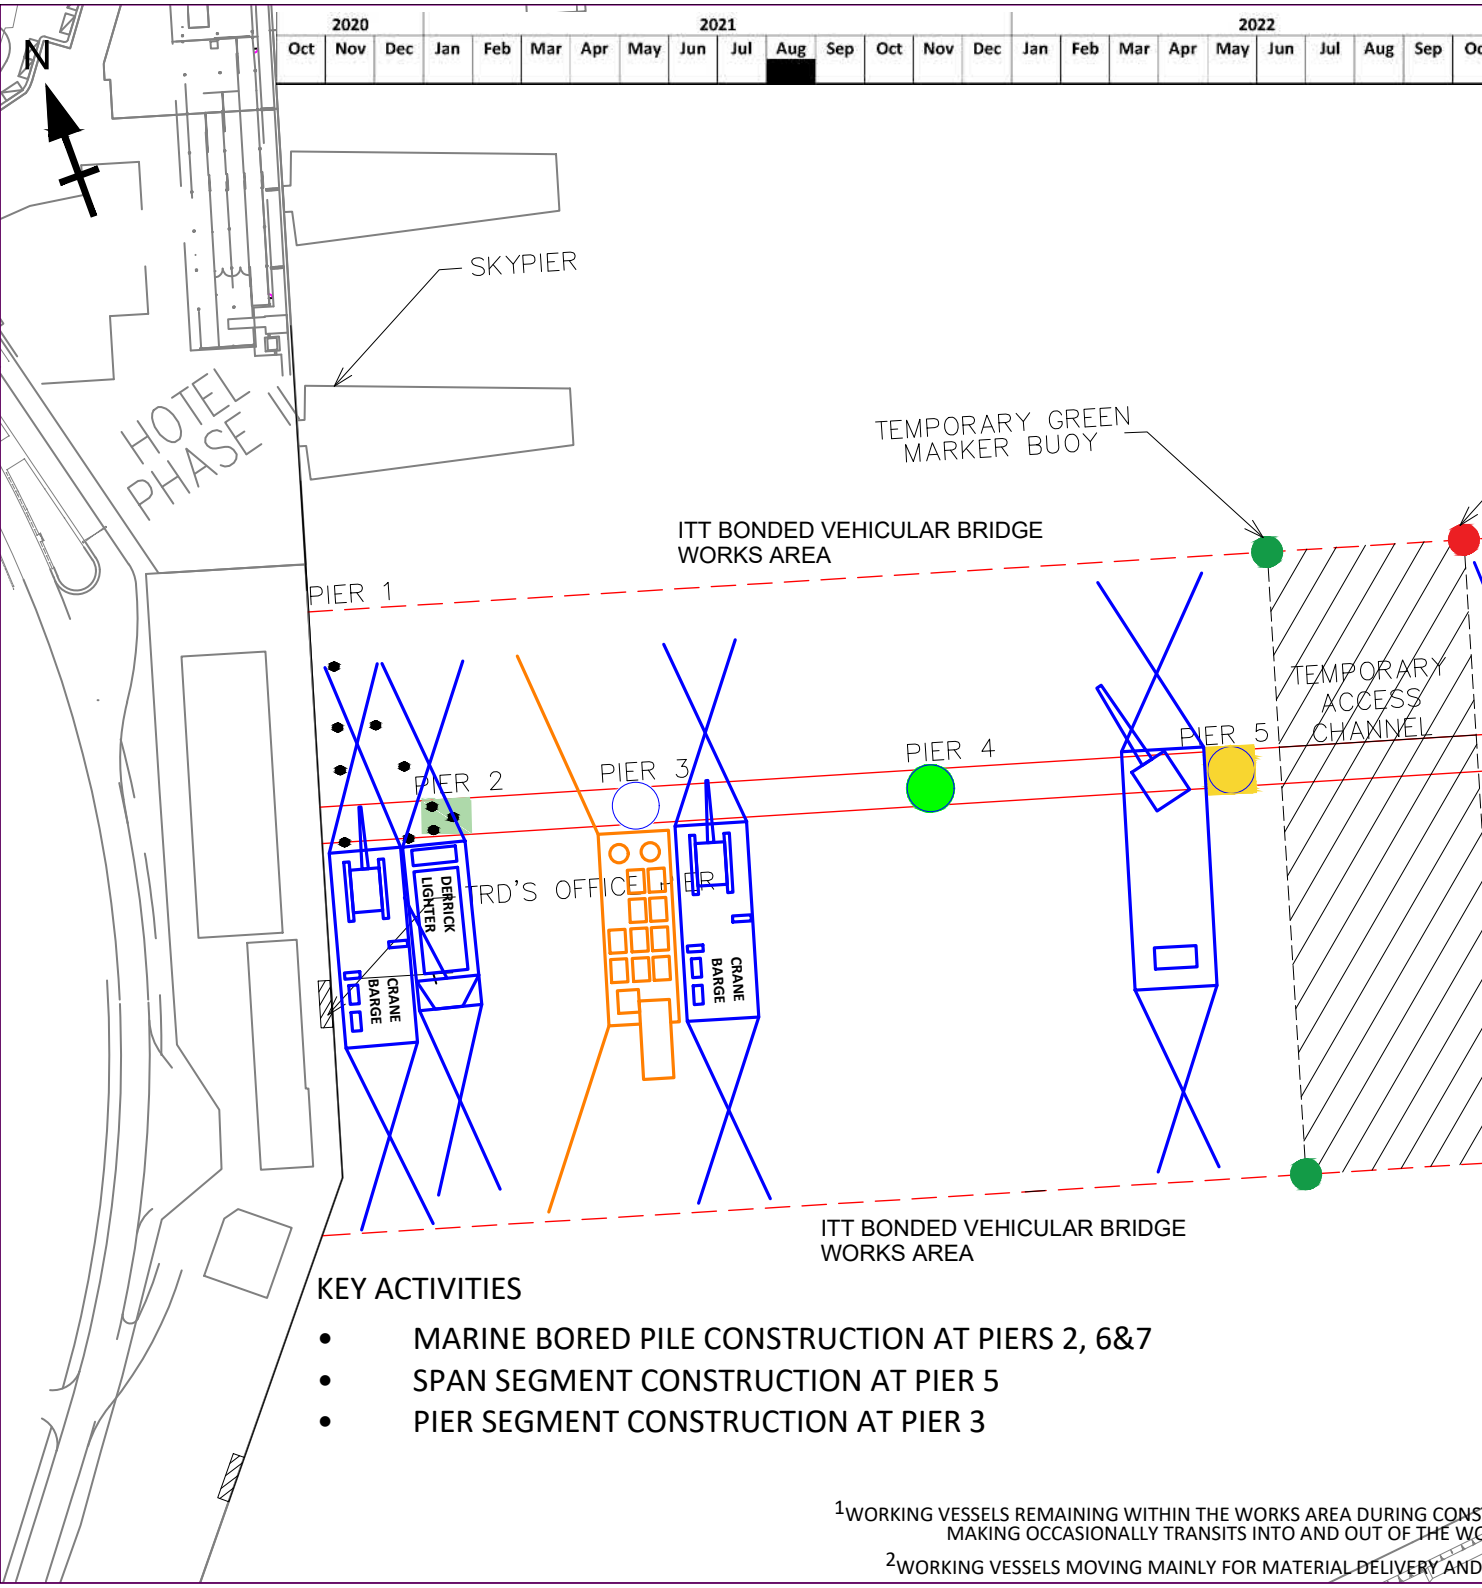 2020 2021 2022
Oct Nov Dec Jan Feb Mar Apr May Jun Jul Aug Sep Oct Nov Dec Jan Feb Mar Apr May Jun Jul Aug Sep Oc
N
SKYPIER
HOTEL
PHASE II
TEMPORARY GREEN
MARKER BUOY
ITT BONDED VEHICULAR BRIDGE
WORKS AREA
PIER 1
TEMPORARY
ACCESS
CHANNEL
PIER 5
PIER 4
PIER 3
PIER 2
TRD'S OFFICE
DERRICK
LIGHTER
CRANE
BARGE
CRANE
BARGE
ITT BONDED VEHICULAR BRIDGE
WORKS AREA
KEY ACTIVITIES
• MARINE BORED PILE CONSTRUCTION AT PIERS 2, 6&7
• SPAN SEGMENT CONSTRUCTION AT PIER 5
• PIER SEGMENT CONSTRUCTION AT PIER 3
1WORKING VESSELS REMAINING WITHIN THE WORKS AREA DURING CONS
MAKING OCCASIONALLY TRANSITS INTO AND OUT OF THE WO
2WORKING VESSELS MOVING MAINLY FOR MATERIAL DELIVERY AND